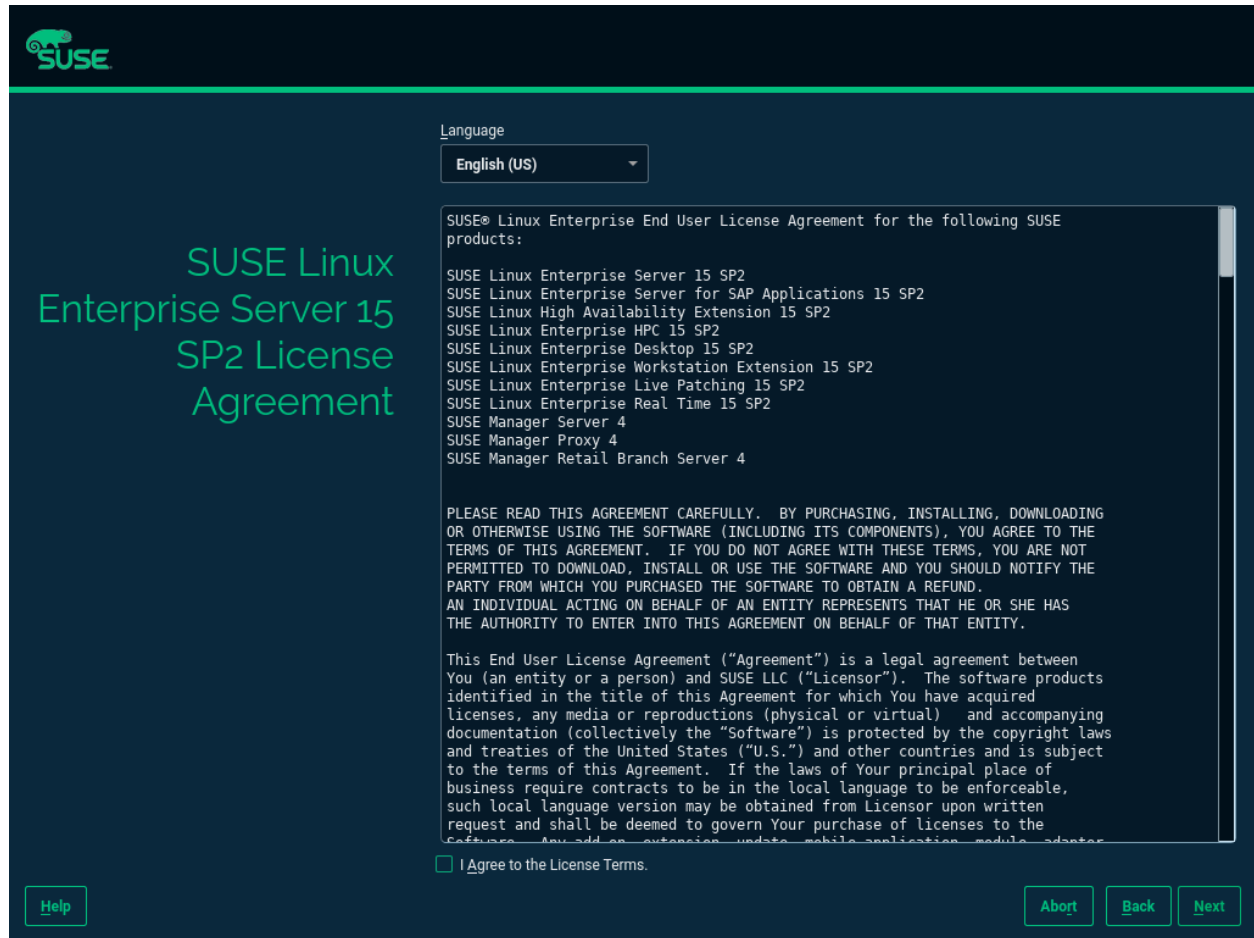 SUSE
Language
English (US)
SUSE Linux
Enterprise Server 15
SP2 License
Agreement
SUSE® Linux Enterprise End User License Agreement for the following SUSE
products:
SUSE Linux Enterprise Server 15 SP2
SUSE Linux Enterprise Server for SAP Applications 15 SP2
SUSE Linux High Availability Extension 15 SP2
SUSE Linux Enterprise HPC 15 SP2
SUSE Linux Enterprise Desktop 15 SP2
SUSE Linux Enterprise Workstation Extension 15 SP2
SUSE Linux Enterprise Live Patching 15 SP2
SUSE Linux Enterprise Real Time 15 SP2
SUSE Manager Server 4
SUSE Manager Proxy 4
SUSE Manager Retail Branch Server 4
PLEASE READ THIS AGREEMENT CAREFULLY.  BY PURCHASING, INSTALLING, DOWNLOADING
OR OTHERWISE USING THE SOFTWARE (INCLUDING ITS COMPONENTS), YOU AGREE TO THE
TERMS OF THIS AGREEMENT.  IF YOU DO NOT AGREE WITH THESE TERMS, YOU ARE NOT
PERMITTED TO DOWNLOAD, INSTALL OR USE THE SOFTWARE AND YOU SHOULD NOTIFY THE
PARTY FROM WHICH YOU PURCHASED THE SOFTWARE TO OBTAIN A REFUND.
AN INDIVIDUAL ACTING ON BEHALF OF AN ENTITY REPRESENTS THAT HE OR SHE HAS
THE AUTHORITY TO ENTER INTO THIS AGREEMENT ON BEHALF OF THAT ENTITY.
This End User License Agreement (“Agreement”) is a legal agreement between
You (an entity or a person) and SUSE LLC (“Licensor”).  The software products
identified in the title of this Agreement for which You have acquired
licenses, any media or reproductions (physical or virtual)   and accompanying
documentation (collectively the “Software”) is protected by the copyright laws
and treaties of the United States (“U.S.”) and other countries and is subject
to the terms of this Agreement.  If the laws of Your principal place of
business require contracts to be in the local language to be enforceable,
such local language version may be obtained from Licensor upon written
request and shall be deemed to govern Your purchase of licenses to the
Software.  Any add-on, extension, update, mobile application, module, adapter
I Agree to the License Terms.
Help
Abort
Back
Next